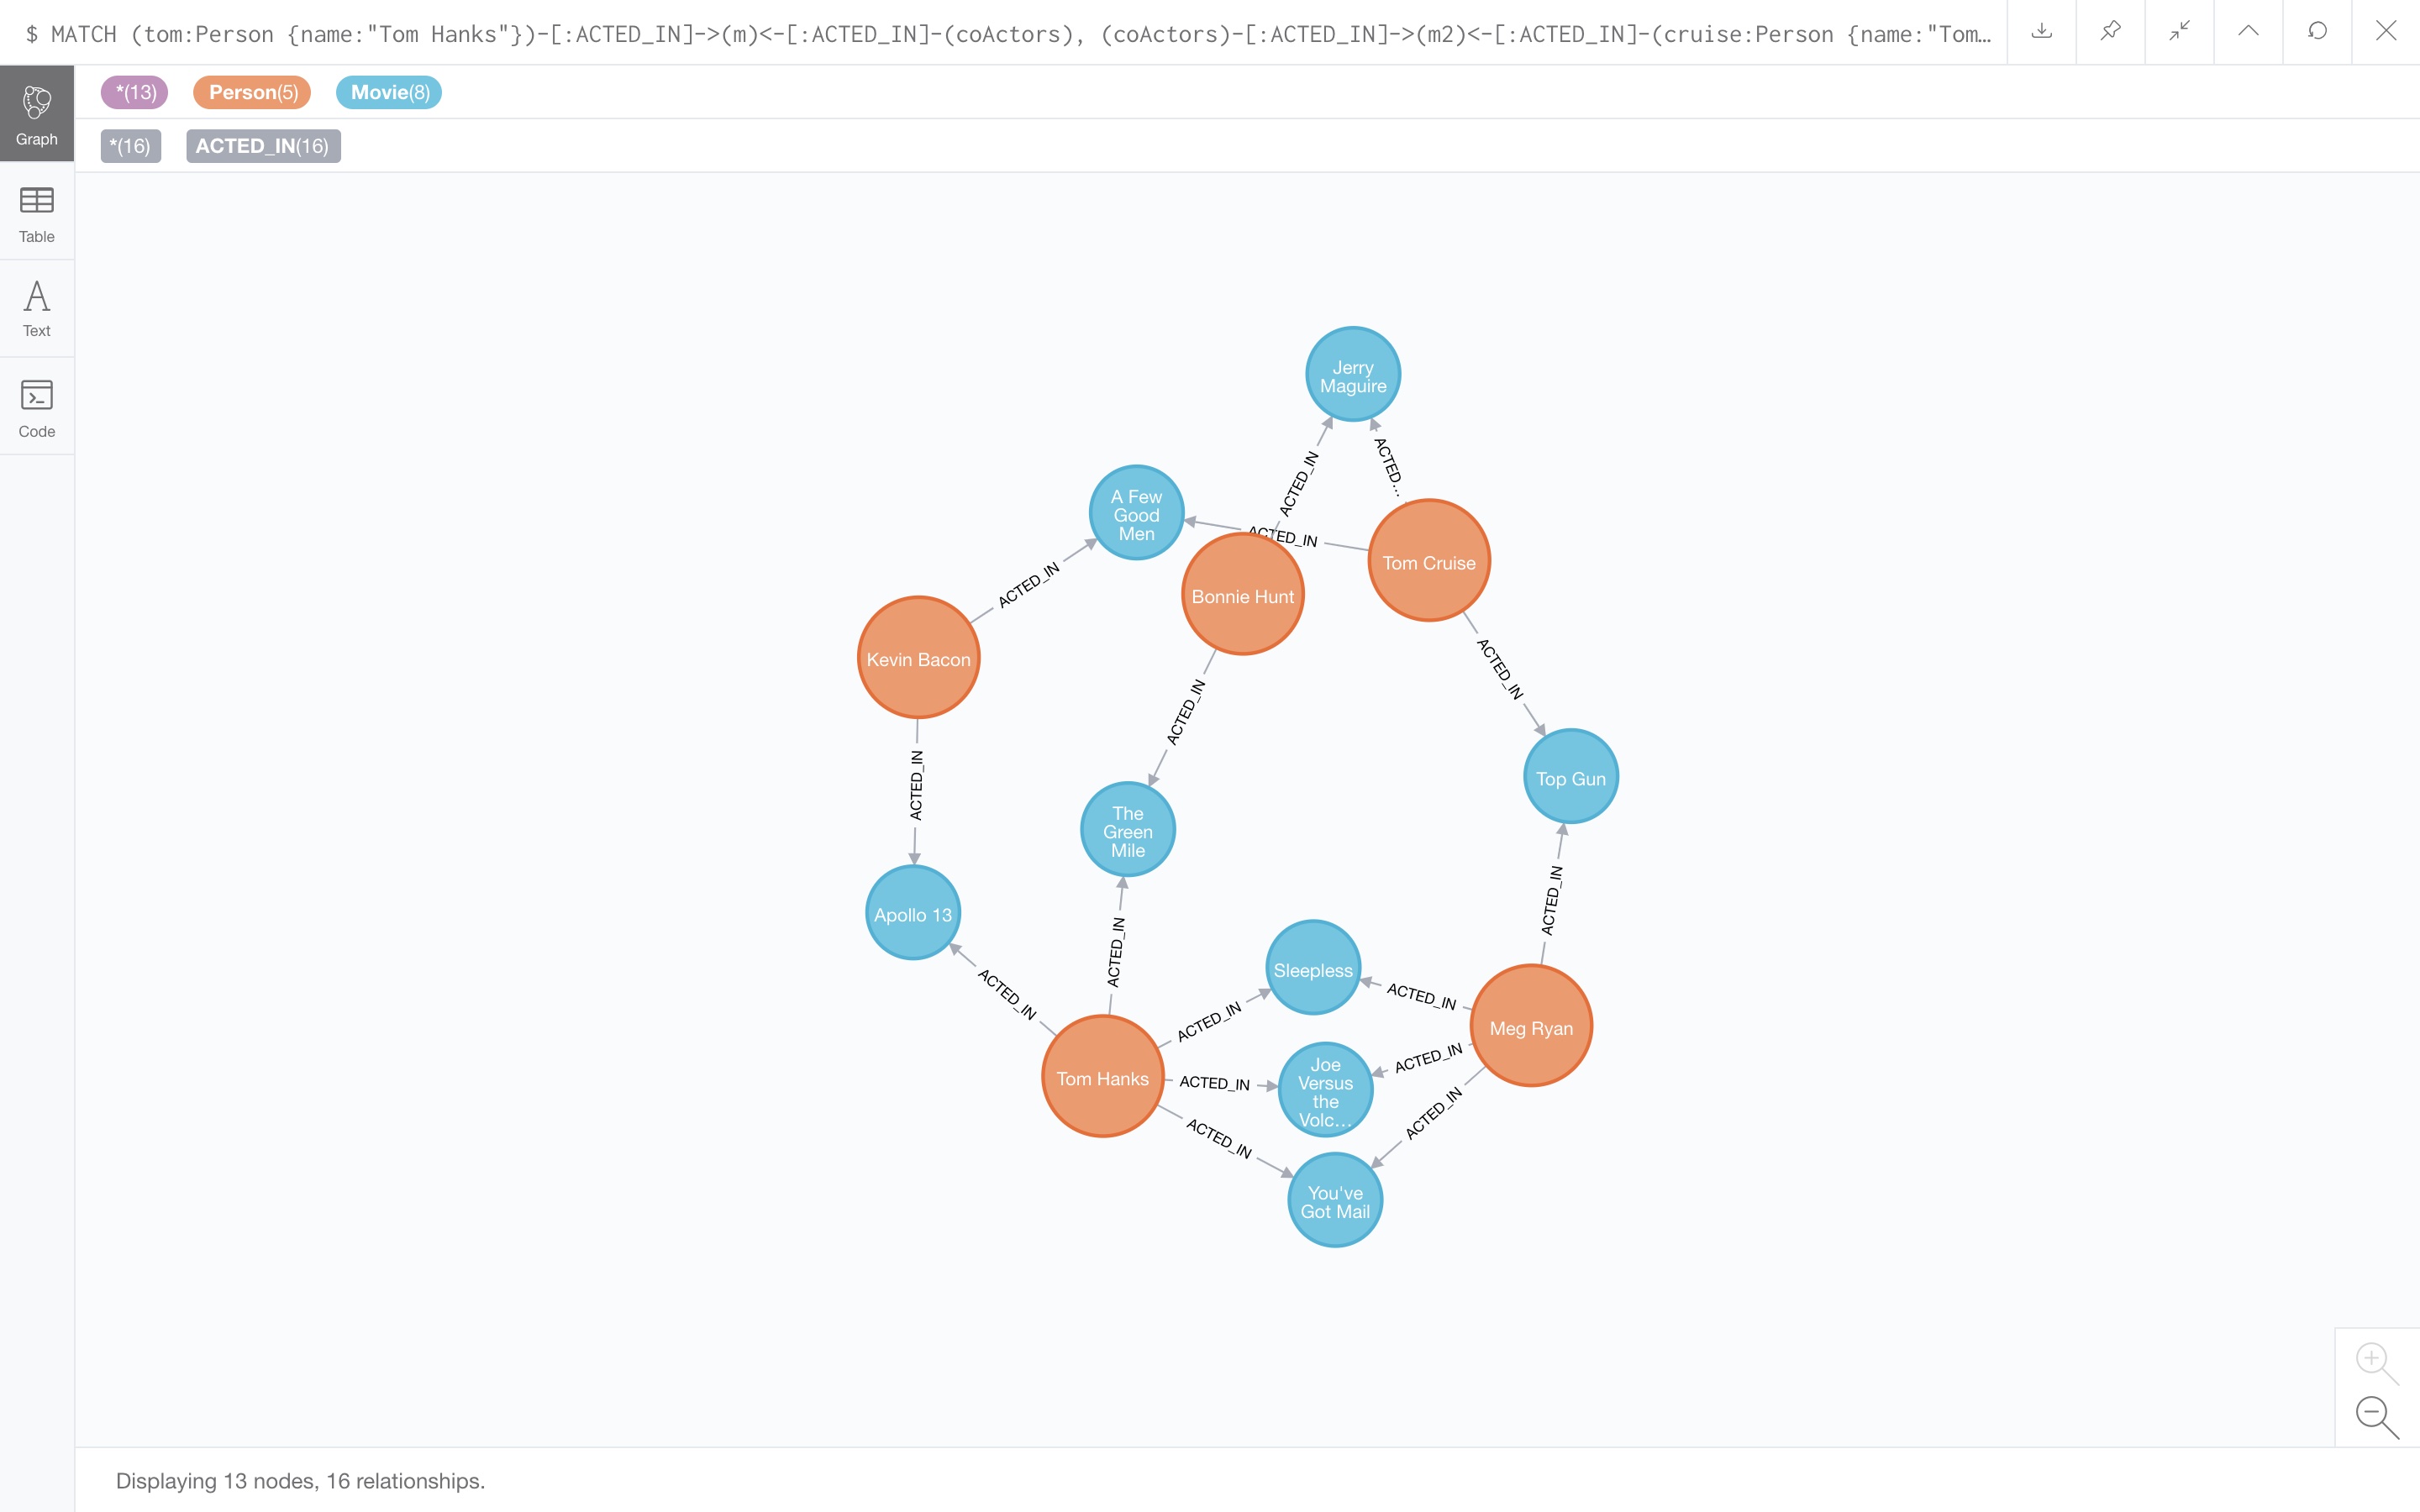 $ MATCH (tom:Person {name:"Tom Hanks"})-[:ACTED_IN]->(m)<-[:ACTED_IN]-(coActors), (coActors)-[:ACTED_IN]->(m2)<-[:ACTED_IN]-(cruise:Person {name:"Tom…
*(13) Person(5) Movie(8)
*(16) ACTED_IN(16)
Graph
Table
Text
Code
Jerry
Maguire
ACTED_IN
ACTED…
A Few
Good
Men
ACTED_IN
Tom Cruise
Bonnie Hunt
ACTED_IN
Kevin Bacon
ACTED_IN
ACTED_IN
ACTED_IN
Top Gun
The
Green
Mile
ACTED_IN
Apollo 13
ACTED_IN
ACTED_IN
Sleepless
ACTED_IN
ACTED_IN
Meg Ryan
Tom Hanks
ACTED_IN
Joe
Versus
the
Volc…
ACTED_IN
ACTED_IN
ACTED_IN
You've
Got Mail
Displaying 13 nodes, 16 relationships.